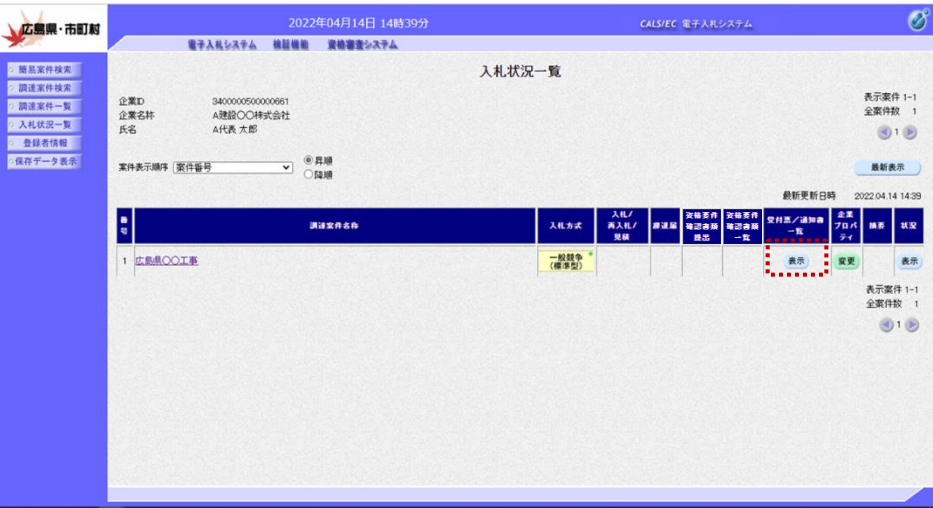 広島県・市町村
2022年04月14日 14時39分
CALS/EC 電子入札システム
電子入札システム 検証機能 資格審査システム
簡易案件検索
調達案件検索
調達案件一覧
入札状況一覧
登録者情報
保存データ表示
入札状況一覧
企業ID 3400000500000661
企業名称 A建設〇〇株式会社
氏名 A代表 太郎
表示案件 1-1
全案件数 1
1
案件表示順序 案件番号
昇順
降順
最新表示
最新更新日時 2022.04.14 14:39
番号
調達案件名称
入札方式
入札/
再入札/
見積
辞退届
資格要件
確認書類
提出
資格要件
確認書類
一覧
受付票/通知書
一覧
企業
プロパ
ティ
摘要
状況
1 広島県〇〇工事
一般競争
(標準型)
表示
変更
表示
表示案件 1-1
全案件数 1
1